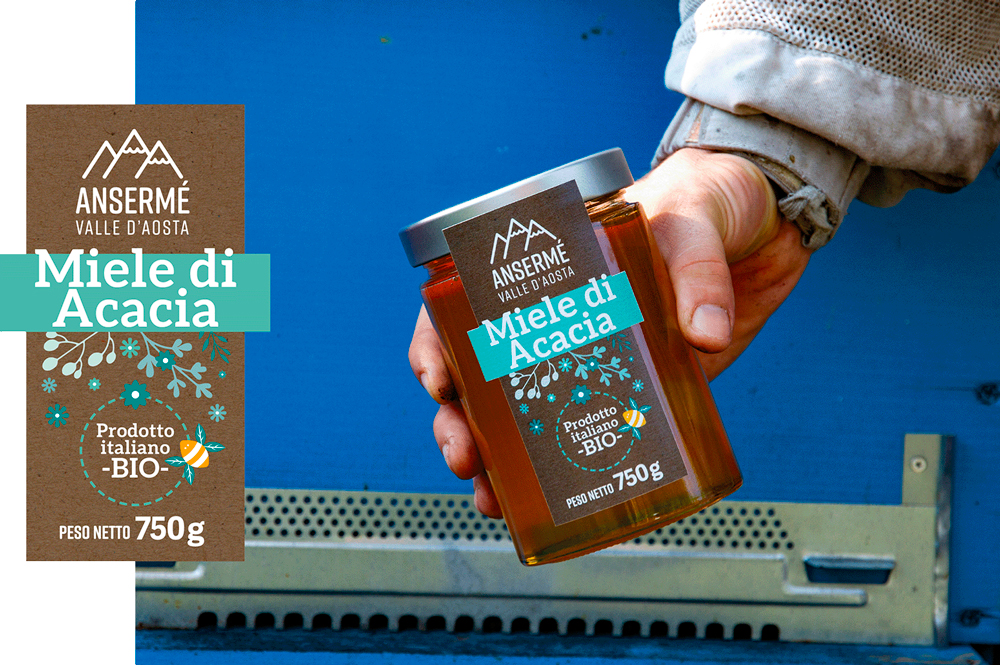 ANSERMÉ
VALLE D'AOSTA
Miele di
Acacia
Prodotto
italiano
-BIO-
PESO NETTO 750g
ANSERMÉ
VALLE D'AOSTA
Miele di
Acacia
Prodotto
italiano
-BIO-
PESO NETTO 750g